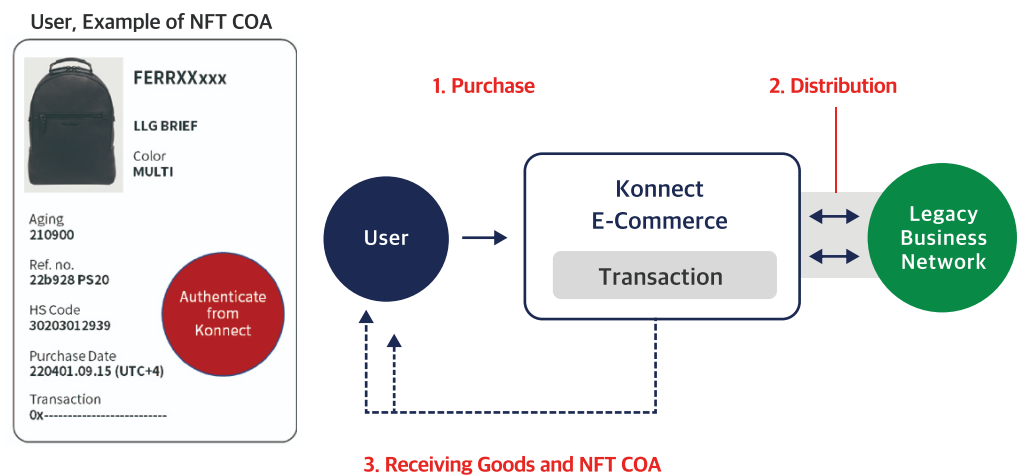 User, Example of NFT COA
FERRXXxxx
LLG BRIEF
Color
MULTI
Aging
210900
Ref. no.
22b928 PS20
HS Code
30203012939
Purchase Date
220401.09.15 (UTC+4)
Transaction
0x--------------------------
Authenticate
from
Konnect
1. Purchase
2. Distribution
User
Konnect
E-Commerce
Transaction
Legacy
Business
Network
3. Receiving Goods and NFT COA